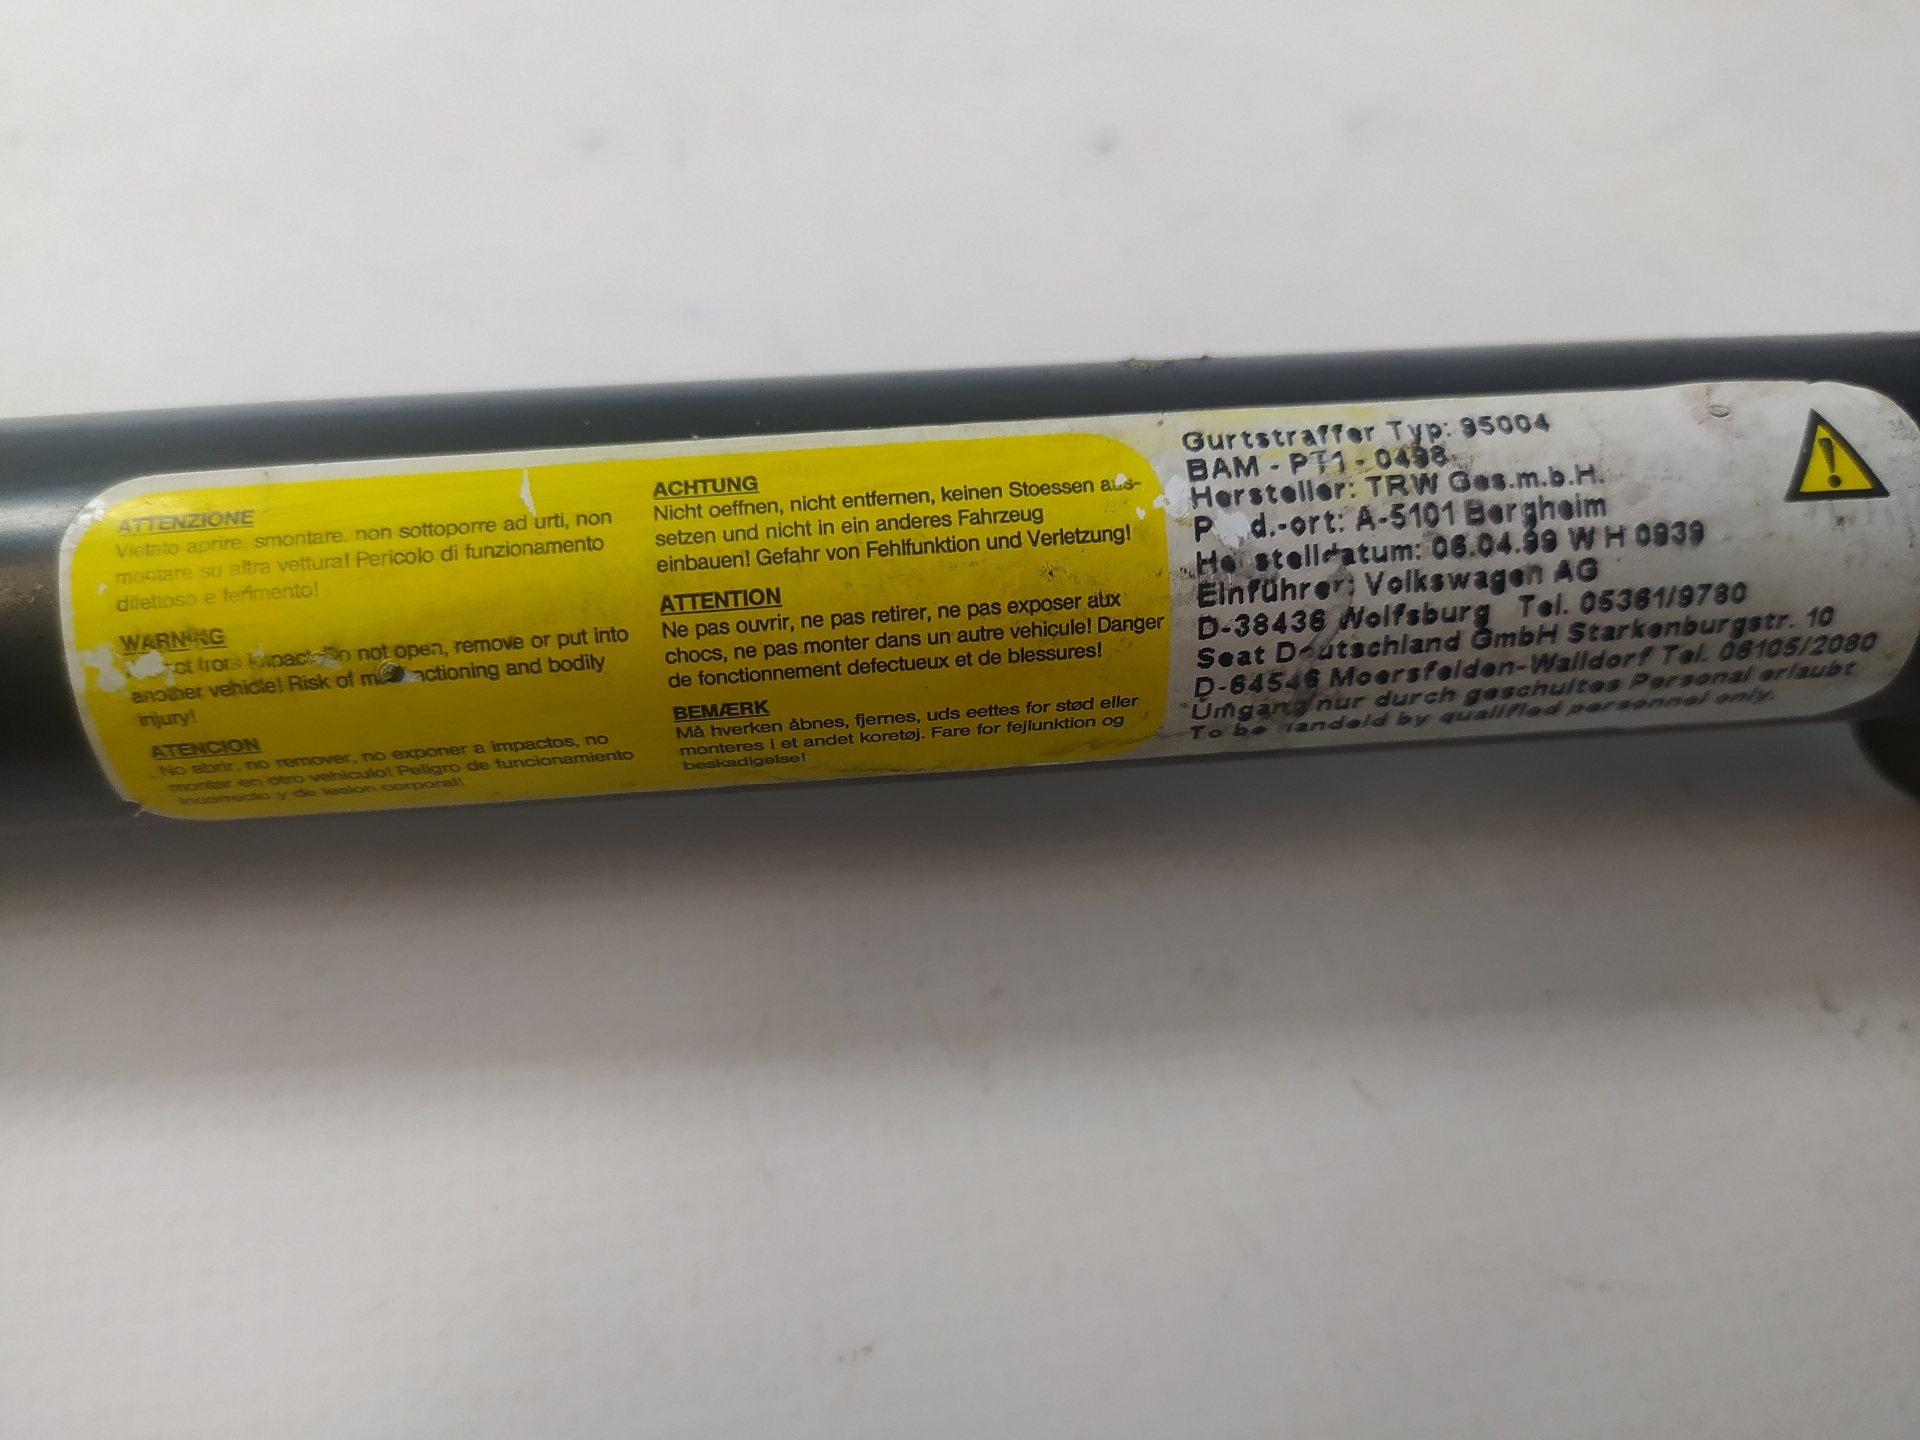 ATTENZIONE
Vietato aprire, smontare, non sottoporre ad urti, non
montare su altra vettura! Pericolo di funzionamento
difettoso e ferimento!
WARNING
from impact. Do not open, remove or put into
another vehicle! Risk of and bodily
injury!
ATENCION
No abrir, no remover, no exponer a impactos, no
montar en otro vehiculo! Peligro de funcionamiento
incorrecto y de lesion corporal!
ACHTUNG
Nicht oeffnen, nicht entfernen, keinen Stoessen aus-
setzen und nicht in ein anderes Fahrzeug
einbauen! Gefahr von Fehlfunktion und Verletzung!
ATTENTION
Ne pas ouvrir, ne pas retirer, ne pas exposer aux
chocs, ne pas monter dans un autre vehicule! Danger
de fonctionnement defectueux et de blessures!
BEMÆRK
Må hverken åbnes, fjernes, uds eettes for stød eller
monteres i et andet koretøj. Fare for fejlunktion og
beskadigelse!
Gurtstraffer Typ: 95004
BAM - PT1 - 0498
Hersteller: TRW Ges.m.b.H.
A-5101 Bergheim
Herstelldatum: 06.04.99 W H 0939
Einführer: Volkswagen AG
D-38436 Wolfsburg Tel. 05361/9780
Seat Deutschland GmbH Starkenburgstr. 10
D-64546 Moersfelden-Walldorf Tel. 06105/2080
Umgang nur durch geschultes Personal erlaubt
To be handeld by qualified personnel only.